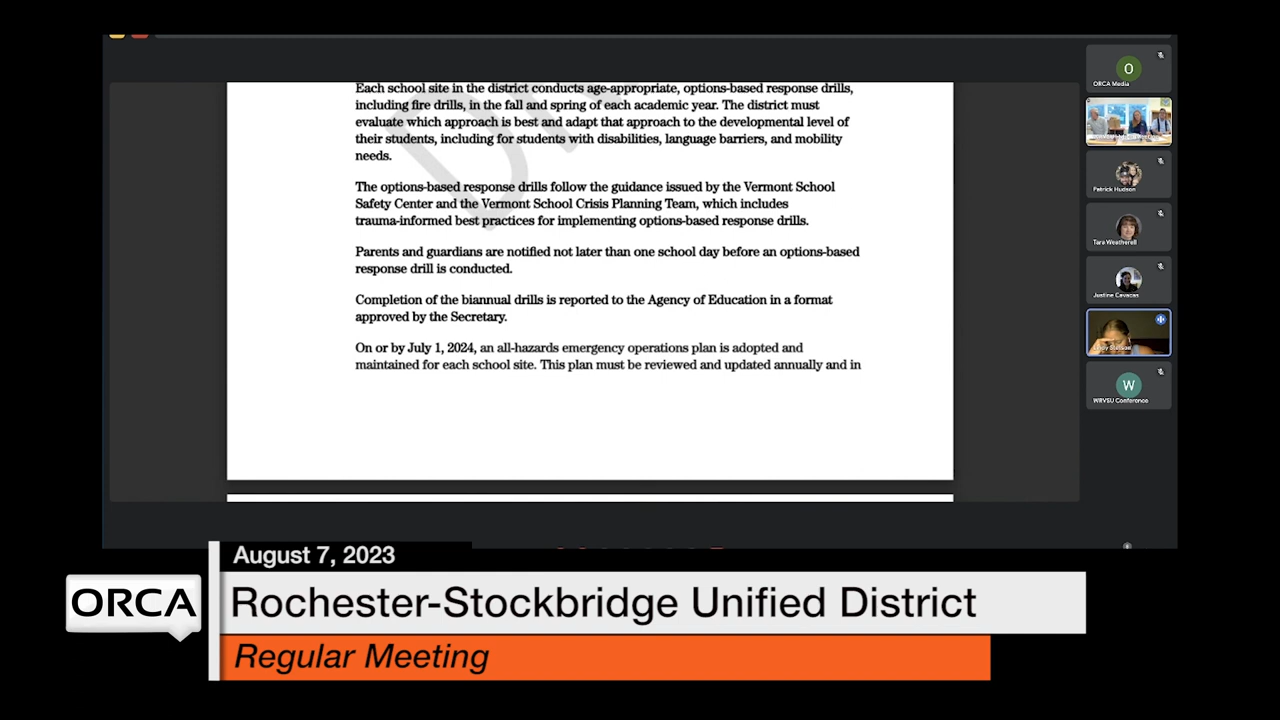 Each school site in the district conducts age-appropriate, options-based response drills,
including fire drills, in the fall and spring of each academic year. The district must
evaluate which approach is best and adapt that approach to the developmental level of
their students, including for students with disabilities, language barriers, and mobility
needs.
The options-based response drills follow the guidance issued by the Vermont School
Safety Center and the Vermont School Crisis Planning Team, which includes
trauma-informed best practices for implementing options-based response drills.
Parents and guardians are notified not later than one school day before an options-based
response drill is conducted.
Completion of the biannual drills is reported to the Agency of Education in a format
approved by the Secretary.
On or by July 1, 2024, an all-hazards emergency operations plan is adopted and
maintained for each school site. This plan must be reviewed and updated annually and in
O
ORCA Media
Patrick Hudson
Tara Weatherell
Justine Cavacas
W
WRVSU Conference
August 7, 2023
ORCA
Rochester-Stockbridge Unified District
Regular Meeting